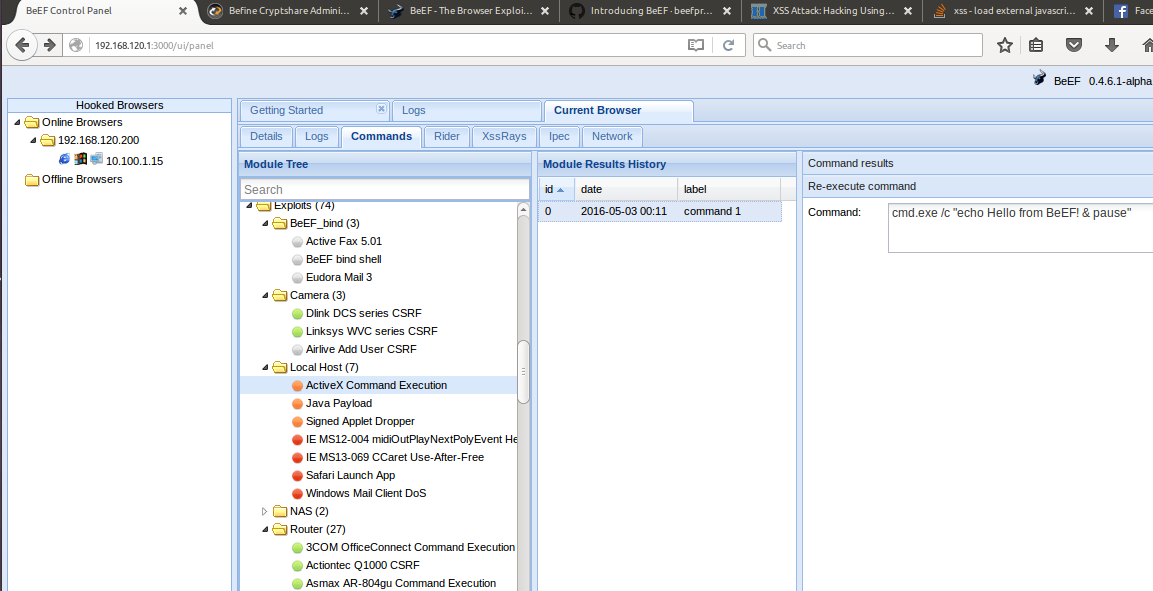 BeEF Control Panel
Befine Cryptshare Admini...
BeEF - The Browser Exploi...
Introducing BeEF · beefpr...
XSS Attack: Hacking Using...
xss - load external javascri...
Face
192.168.120.1:3000/ui/panel
Search
BeEF 0.4.6.1-alpha
Hooked Browsers
Online Browsers
192.168.120.200
10.100.1.15
Offline Browsers
Getting Started
Logs
Current Browser
Details
Logs
Commands
Rider
XssRays
Ipec
Network
Module Tree
Search
Exploits (74)
BeEF_bind (3)
Active Fax 5.01
BeEF bind shell
Eudora Mail 3
Camera (3)
Dlink DCS series CSRF
Linksys WVC series CSRF
Airlive Add User CSRF
Local Host (7)
ActiveX Command Execution
Java Payload
Signed Applet Dropper
IE MS12-004 midiOutPlayNextPolyEvent He
IE MS13-069 CCaret Use-After-Free
Safari Launch App
Windows Mail Client DoS
NAS (2)
Router (27)
3COM OfficeConnect Command Execution
Actiontec Q1000 CSRF
Asmax AR-804gu Command Execution
Module Results History
id date label
0 2016-05-03 00:11 command 1
Command results
Re-execute command
Command: cmd.exe /c "echo Hello from BeEF! & pause"